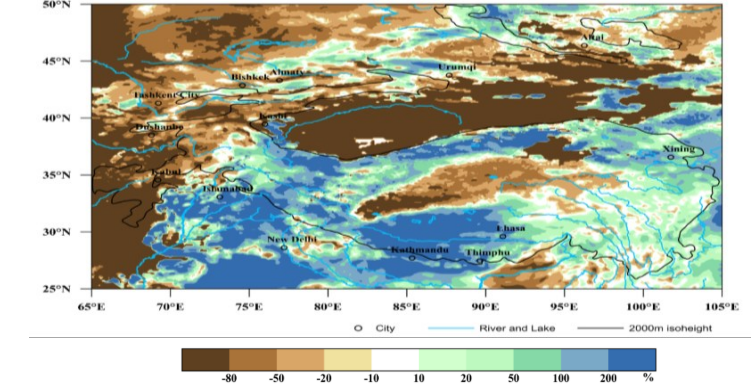 50°N
Altai
45°N
Urumqi
Bishkek Almaty
Tashkent City
40°N
Kashi
Dushanbe
Xining
35°N
Kabul
Islamabad
30°N
Lhasa
New Delhi
Kathmandu
Thimphu
25°N
65°E 70°E 75°E 80°E 85°E 90°E 95°E 100°E 105°E
City River and Lake 2000m isoheight
-80 -50 -20 -10 10 20 50 100 200 %